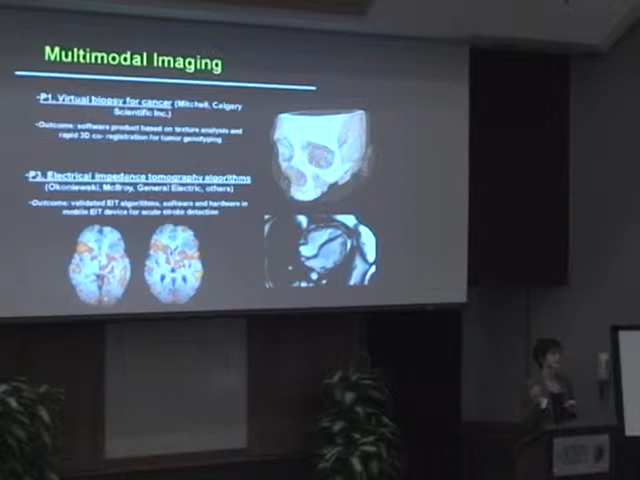 Multimodal Imaging
-P1. Virtual biopsy for cancer (Mitchell, Calgary
Scientific Inc.)
-Outcome: software product based on texture analysis and
rapid 3D co-registration for tumor genotyping
-P3. Electrical impedance tomography algorithms
(Okoniewski, McIlroy, General Electric, others)
-Outcome: validated EIT algorithms, software and hardware in
mobile EIT device for acute stroke detection